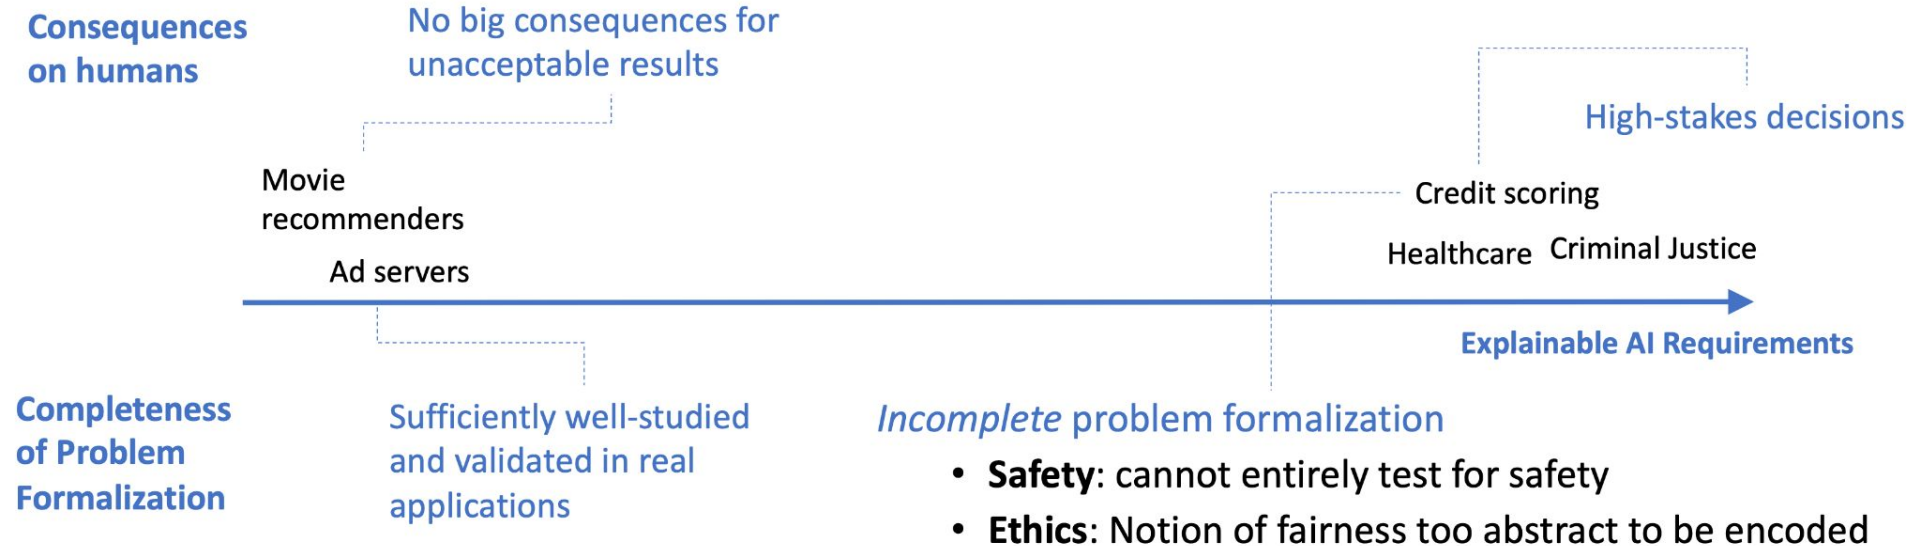 Consequences
on humans
No big consequences for
unacceptable results
High-stakes decisions
Movie
recommenders
Ad servers
Credit scoring
Healthcare
Criminal Justice
Explainable AI Requirements
Completeness
of Problem
Formalization
Sufficiently well-studied
and validated in real
applications
Incomplete problem formalization
• Safety: cannot entirely test for safety
• Ethics: Notion of fairness too abstract to be encoded